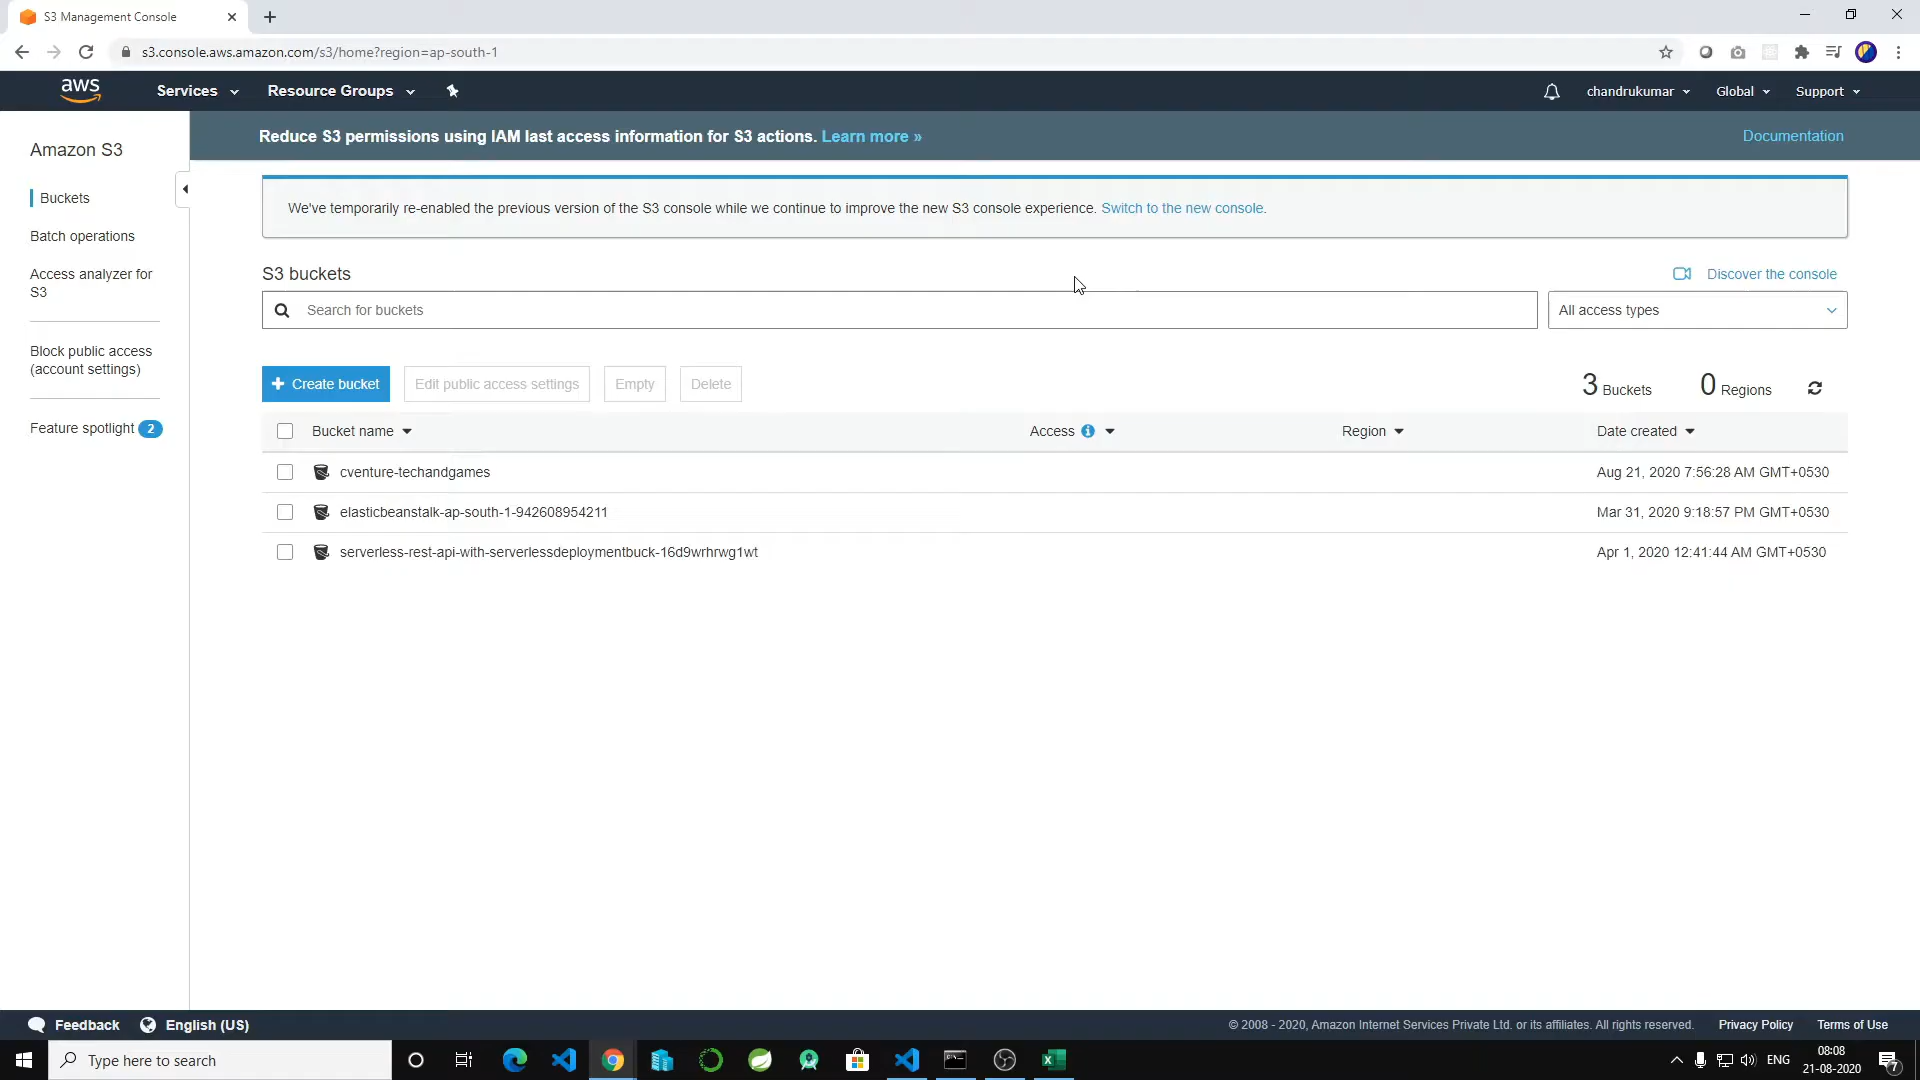 S3 Management Console
s3.console.aws.amazon.com/s3/home?region=ap-south-1
aws
Services
Resource Groups
chandrukumar
Global
Support
Amazon S3
Buckets
Batch operations
Access analyzer for
S3
Block public access
(account settings)
Feature spotlight 2
Reduce S3 permissions using IAM last access information for S3 actions. Learn more »
Documentation
We've temporarily re-enabled the previous version of the S3 console while we continue to improve the new S3 console experience. Switch to the new console.
S3 buckets
Discover the console
Search for buckets
All access types
+ Create bucket
Edit public access settings
Empty
Delete
3 Buckets
0 Regions
Bucket name
Access
Region
Date created
cventure-techandgames
Aug 21, 2020 7:56:28 AM GMT+0530
elasticbeanstalk-ap-south-1-942608954211
Mar 31, 2020 9:18:57 PM GMT+0530
serverless-rest-api-with-serverlessdeploymentbuck-16d9wrhrwg1wt
Apr 1, 2020 12:41:44 AM GMT+0530
Feedback
English (US)
© 2008 - 2020, Amazon Internet Services Private Ltd. or its affiliates. All rights reserved.
Privacy Policy
Terms of Use
Type here to search
ENG
08:08
21-08-2020
7